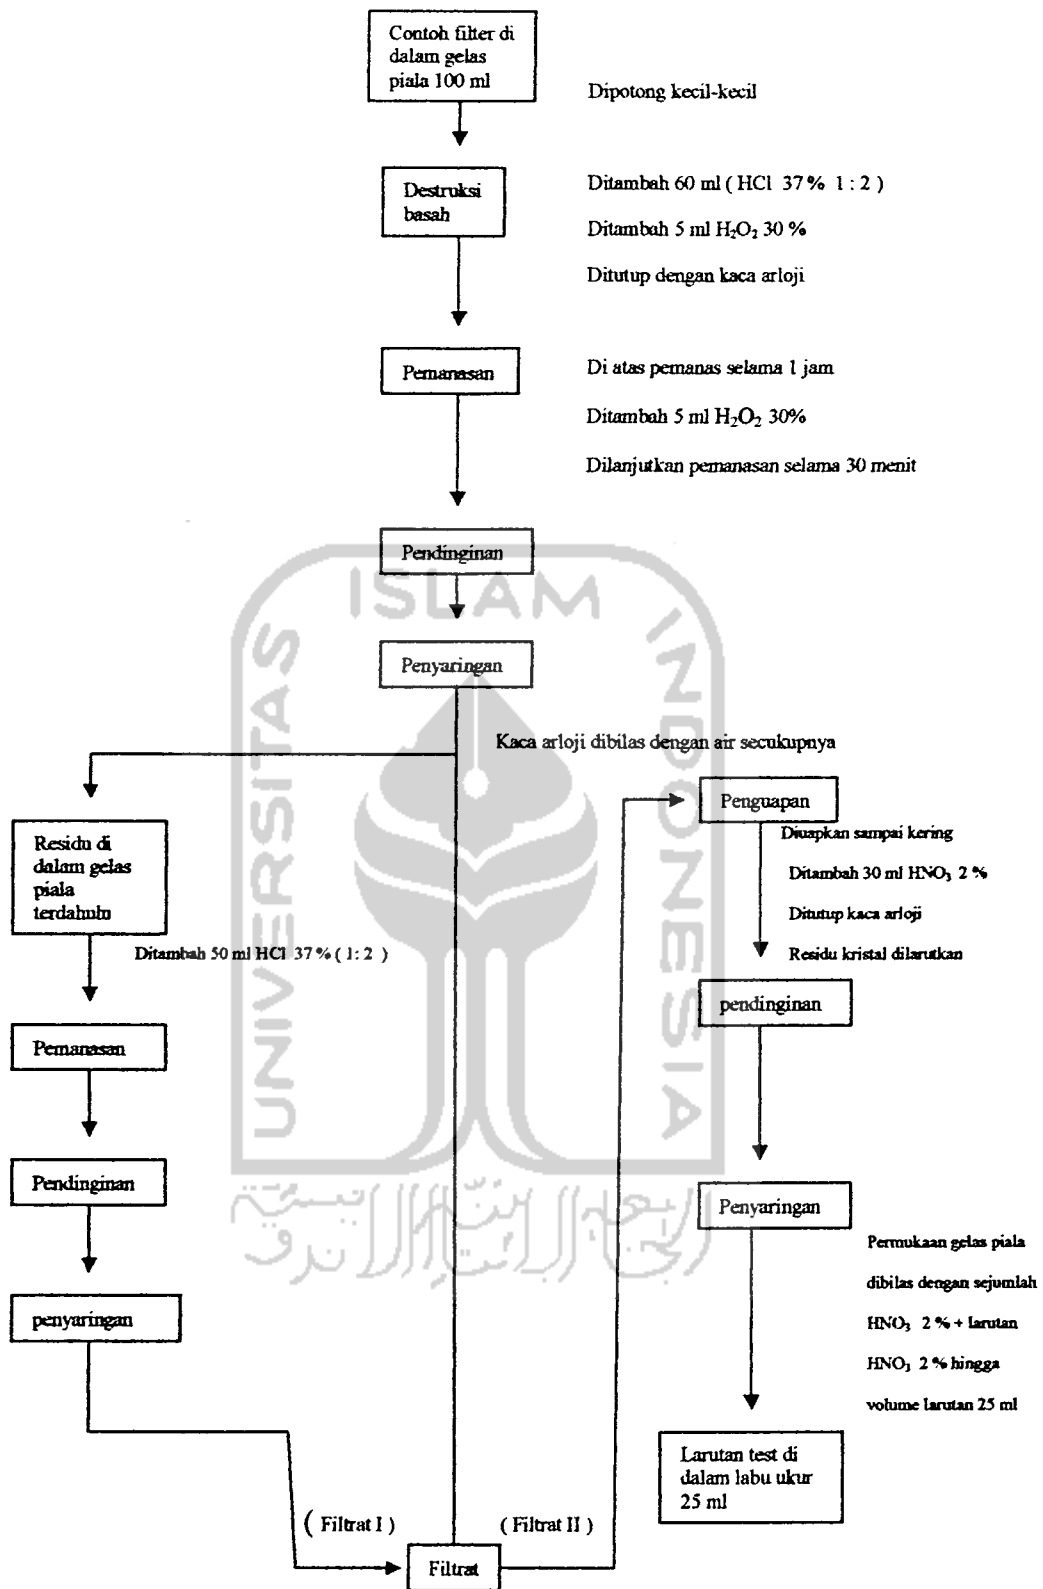 Contoh filter di
dalam gelas
piala 100 ml
Dipotong kecil-kecil
Destruksi
basah
Ditambah 60 ml ( HCl 37 % 1 : 2 )
Ditambah 5 ml H₂O₂ 30 %
Ditutup dengan kaca arloji
Pemanasan
Di atas pemanas selama 1 jam
Ditambah 5 ml H₂O₂ 30%
Dilanjutkan pemanasan selama 30 menit
Pendinginan
ISLAM
UNIVERSITAS
INDONESIA
Penyaringan
Kaca arloji dibilas dengan air secukupnya
Residu di
dalam gelas
piala
terdahulu
Ditambah 50 ml HCl 37 % ( 1 : 2 )
Pemanasan
Pendinginan
penyaringan
( Filtrat I )
Filtrat
( Filtrat II )
Penguapan
Diuapkan sampai kering
Ditambah 30 ml HNO₃ 2 %
Ditutup kaca arloji
Residu kristal dilarutkan
pendinginan
Penyaringan
Permukaan gelas piala
dibilas dengan sejumlah
HNO₃ 2 % + larutan
HNO₃ 2 % hingga
volume larutan 25 ml
Larutan test di
dalam labu ukur
25 ml